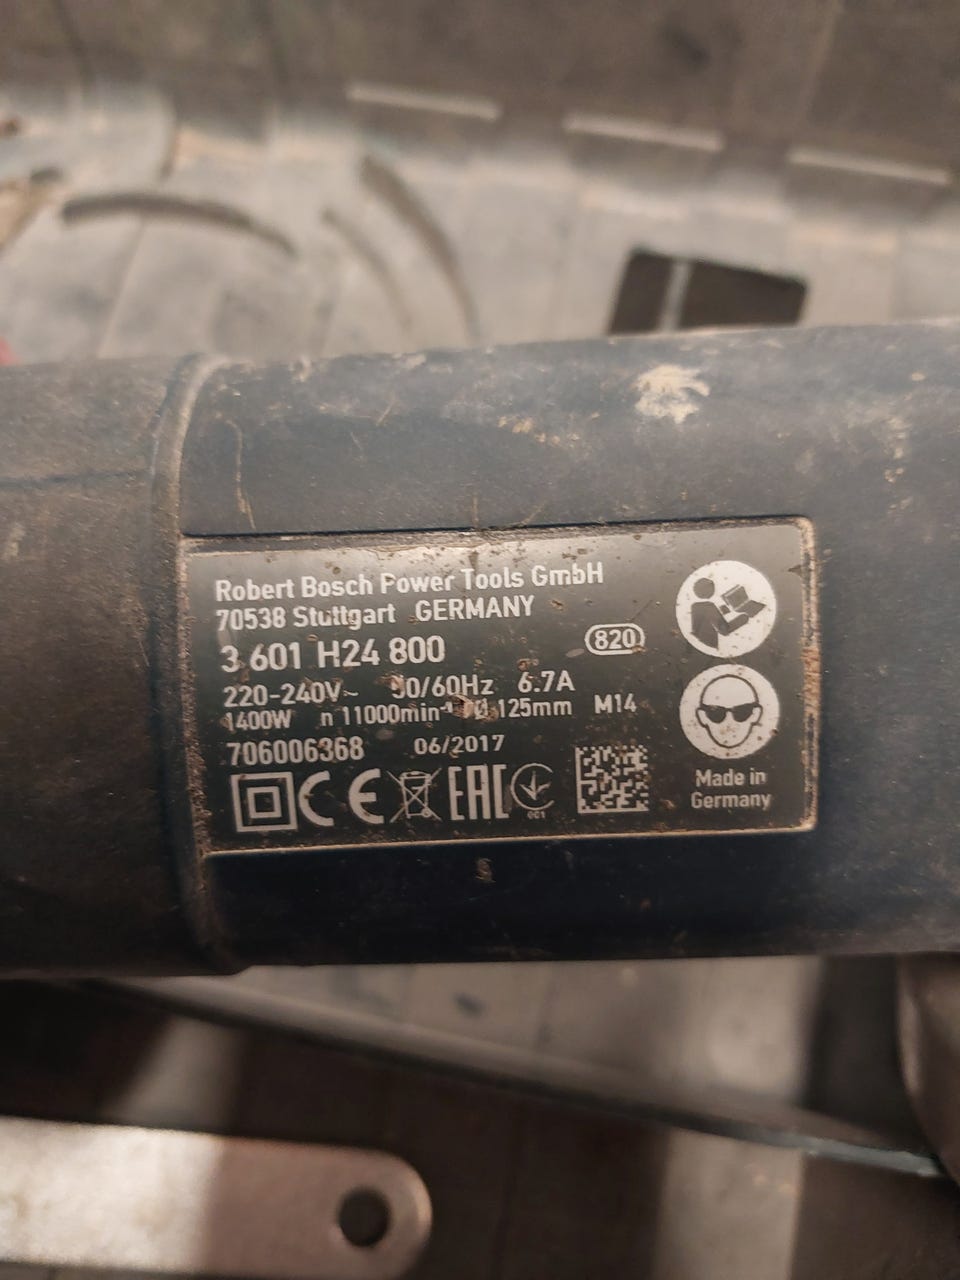 Robert Bosch Power Tools GmbH
70538 Stuttgart GERMANY
3 601 H24 800 820
220-240V~ 50/60Hz 6.7A
1400W n 11000min⁻¹ Ø 125mm M14
706006368 06/2017
CE EAC 001
Made in
Germany